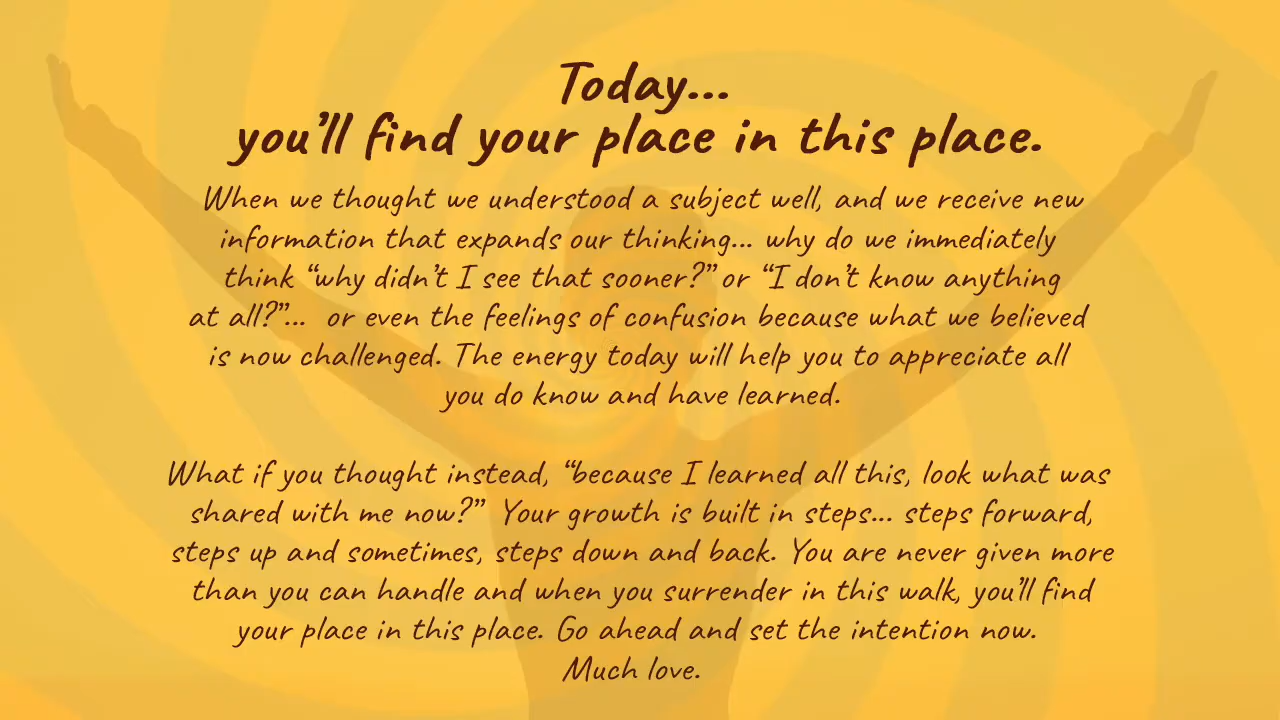 Today...
you'll find your place in this place.
When we thought we understood a subject well, and we receive new
information that expands our thinking... why do we immediately
think “why didn't I see that sooner?” or “I don't know anything
at all?”... or even the feelings of confusion because what we believed
is now challenged. The energy today will help you to appreciate all
you do know and have learned.
What if you thought instead, “because I learned all this, look what was
shared with me now?” Your growth is built in steps... steps forward,
steps up and sometimes, steps down and back. You are never given more
than you can handle and when you surrender in this walk, you'll find
your place in this place. Go ahead and set the intention now.
Much love.